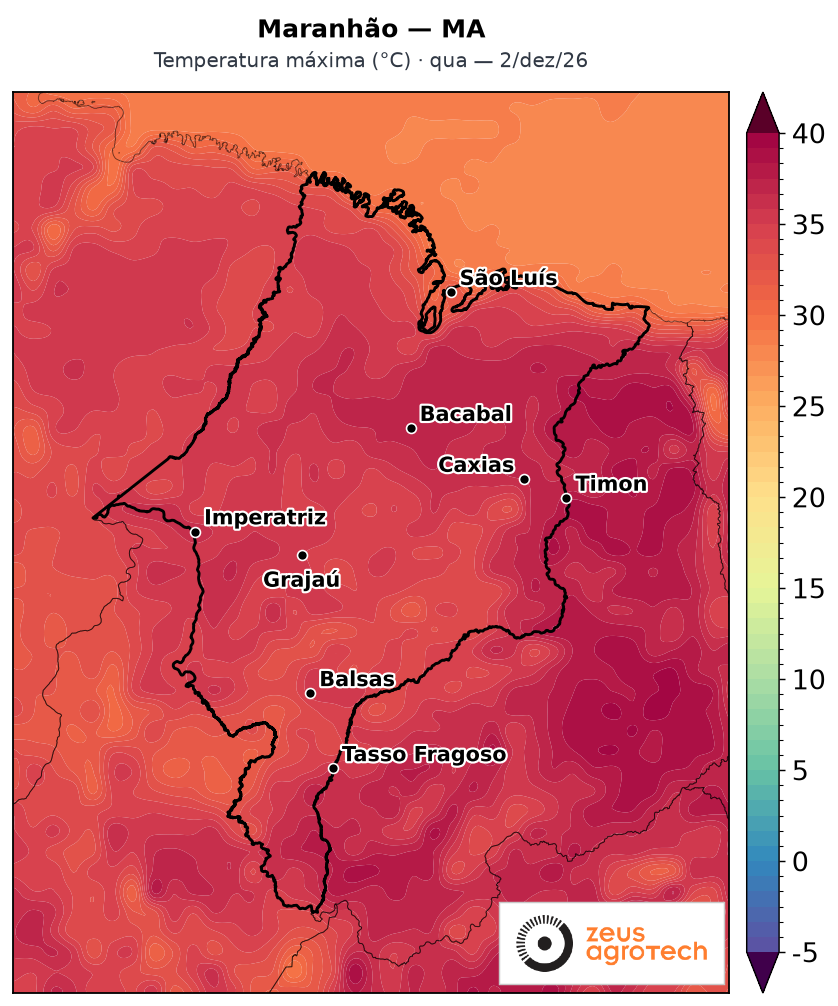 Maranhão — MA
Temperatura máxima (°C) · qua — 2/dez/26
São Luís
Bacabal
Caxias
Timon
Imperatriz
Grajaú
Balsas
Tasso Fragoso
40
35
30
25
20
15
10
5
0
-5
zeus
agrotech